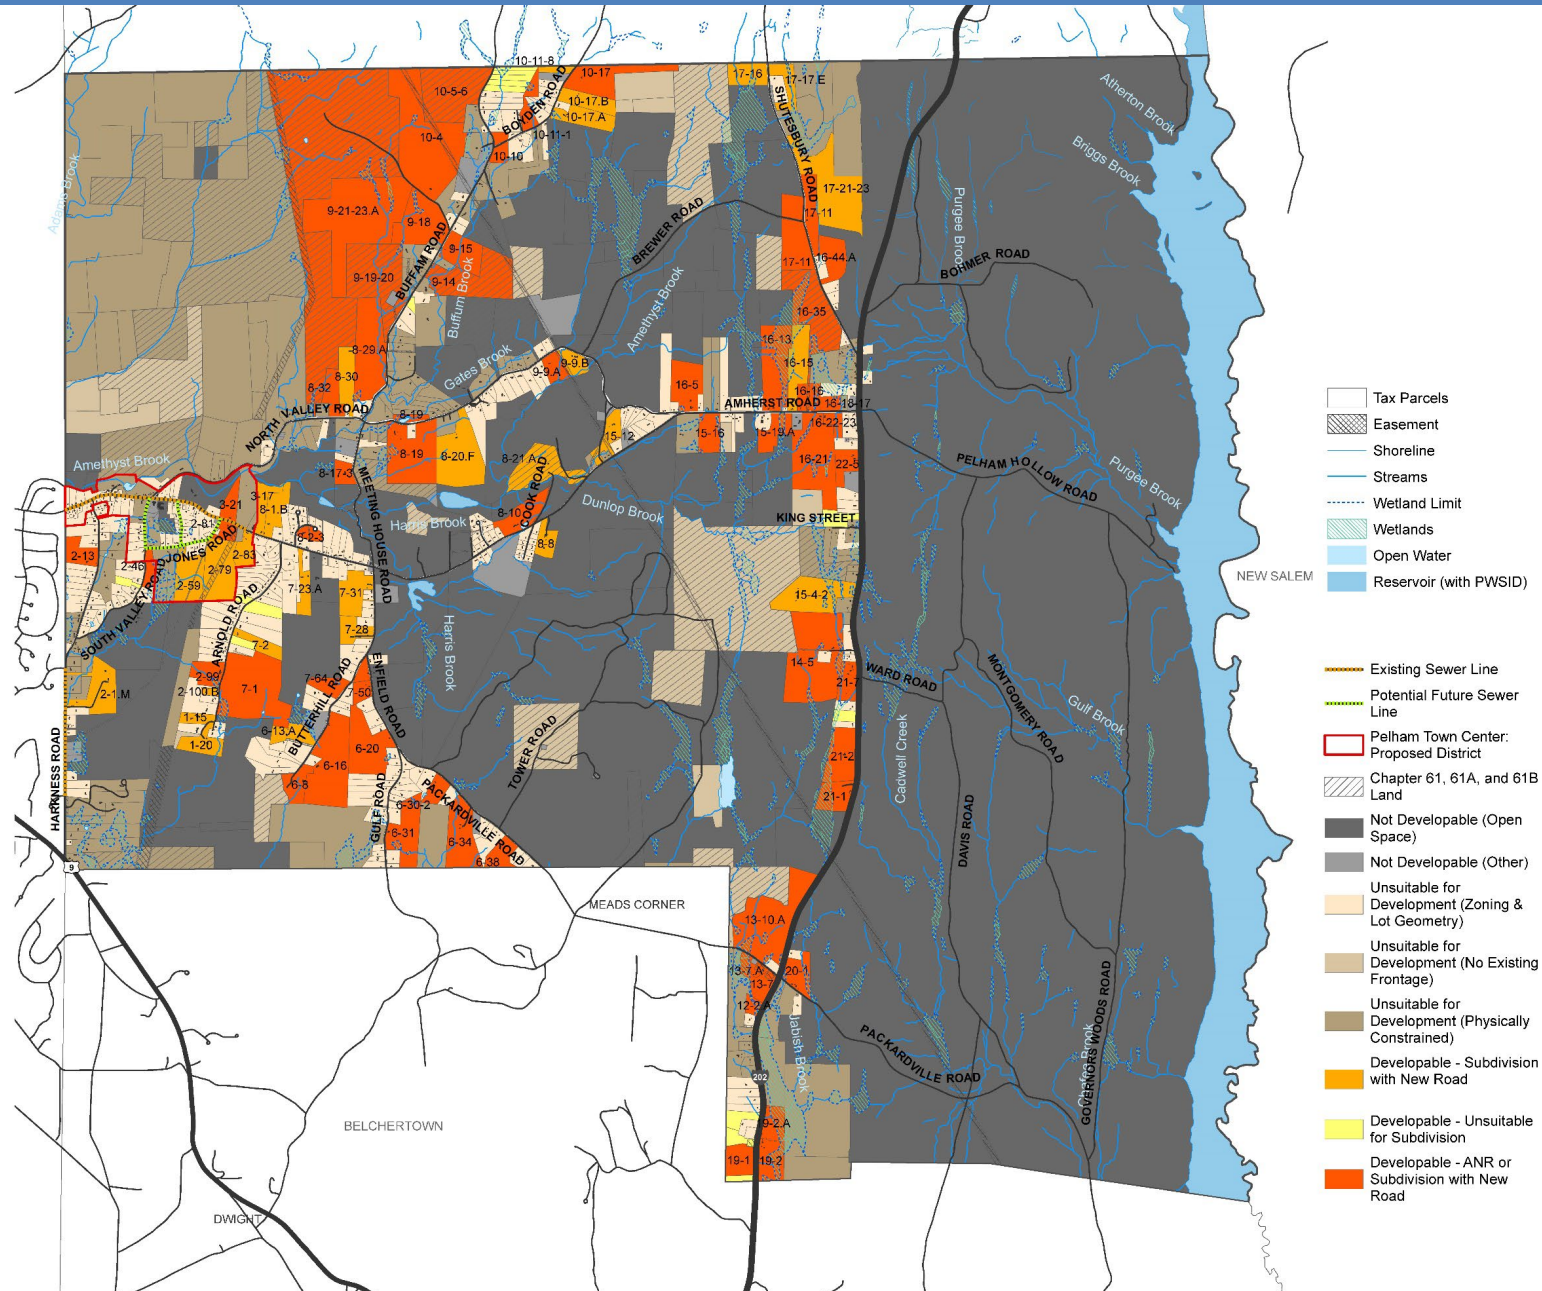 10-11-8
10-17
17-16
17-17.E
10-5-6
BOYDEN ROAD
10-17.B
10-17.A
SHUTESBURY ROAD
Atherton Brook
10-4
10-11-1
10-10
Briggs Brook
Adams Brook
17-21-23
9-21-23.A
9-18
BREWER ROAD
17-11
Purgee Brook
9-15
BUFFAM ROAD
17-11
16-44.A
BOHMER ROAD
9-19-20
9-14
Buffum Brook
Amethyst Brook
16-35
16-13
8-29.A
Gates Brook
9-9.A
9-9.B
16-15
8-30
8-32
16-5
16-16
NORTH VALLEY ROAD
8-19
AMHERST ROAD
16-18-17
15-12
15-16
15-19.A
16-22-23
8-19
8-20.F
8-21.A
16-21
22-5
PELHAM HOLLOW ROAD
Purgee Brook
Amethyst Brook
8-17-3
MEETING HOUSE ROAD
COOK ROAD
3-17
3-21
8-1.B
2-81
Harris Brook
8-10
Dunlop Brook
KING STREET
JONES ROAD
8-2-3
8-8
2-13
2-46
2-83
2-79
2-59
7-23.A
7-31
15-4-2
NEW SALEM
SOUTH VALLEY ROAD
ARNOLD ROAD
7-28
Harris Brook
7-2
2-1.M
2-99
2-100.B
7-1
7-64
7-50
ENFIELD ROAD
14-5
21-7
WARD ROAD
MONTGOMERY ROAD
Gulf Brook
1-15
1-20
6-13.A
BUTTERHILL ROAD
6-20
TOWER ROAD
Cadwell Creek
HARKNESS ROAD
6-16
6-8
21-2
21-1
GULF ROAD
6-30-2
PACKARDVILLE ROAD
6-31
6-34
6-38
DAVIS ROAD
9
MEADS CORNER
13-10.A
13-7.A
20-1
13-7
12-2.A
Jabish Brook
PACKARDVILLE ROAD
GOVERNORS WOODS ROAD
202
BELCHERTOWN
19-2.A
19-1
19-2
DWIGHT
Tax Parcels
Easement
Shoreline
Streams
Wetland Limit
Wetlands
Open Water
Reservoir (with PWSID)
Existing Sewer Line
Potential Future Sewer
Line
Pelham Town Center:
Proposed District
Chapter 61, 61A, and 61B
Land
Not Developable (Open
Space)
Not Developable (Other)
Unsuitable for
Development (Zoning &
Lot Geometry)
Unsuitable for
Development (No Existing
Frontage)
Unsuitable for
Development (Physically
Constrained)
Developable - Subdivision
with New Road
Developable - Unsuitable
for Subdivision
Developable - ANR or
Subdivision with New
Road